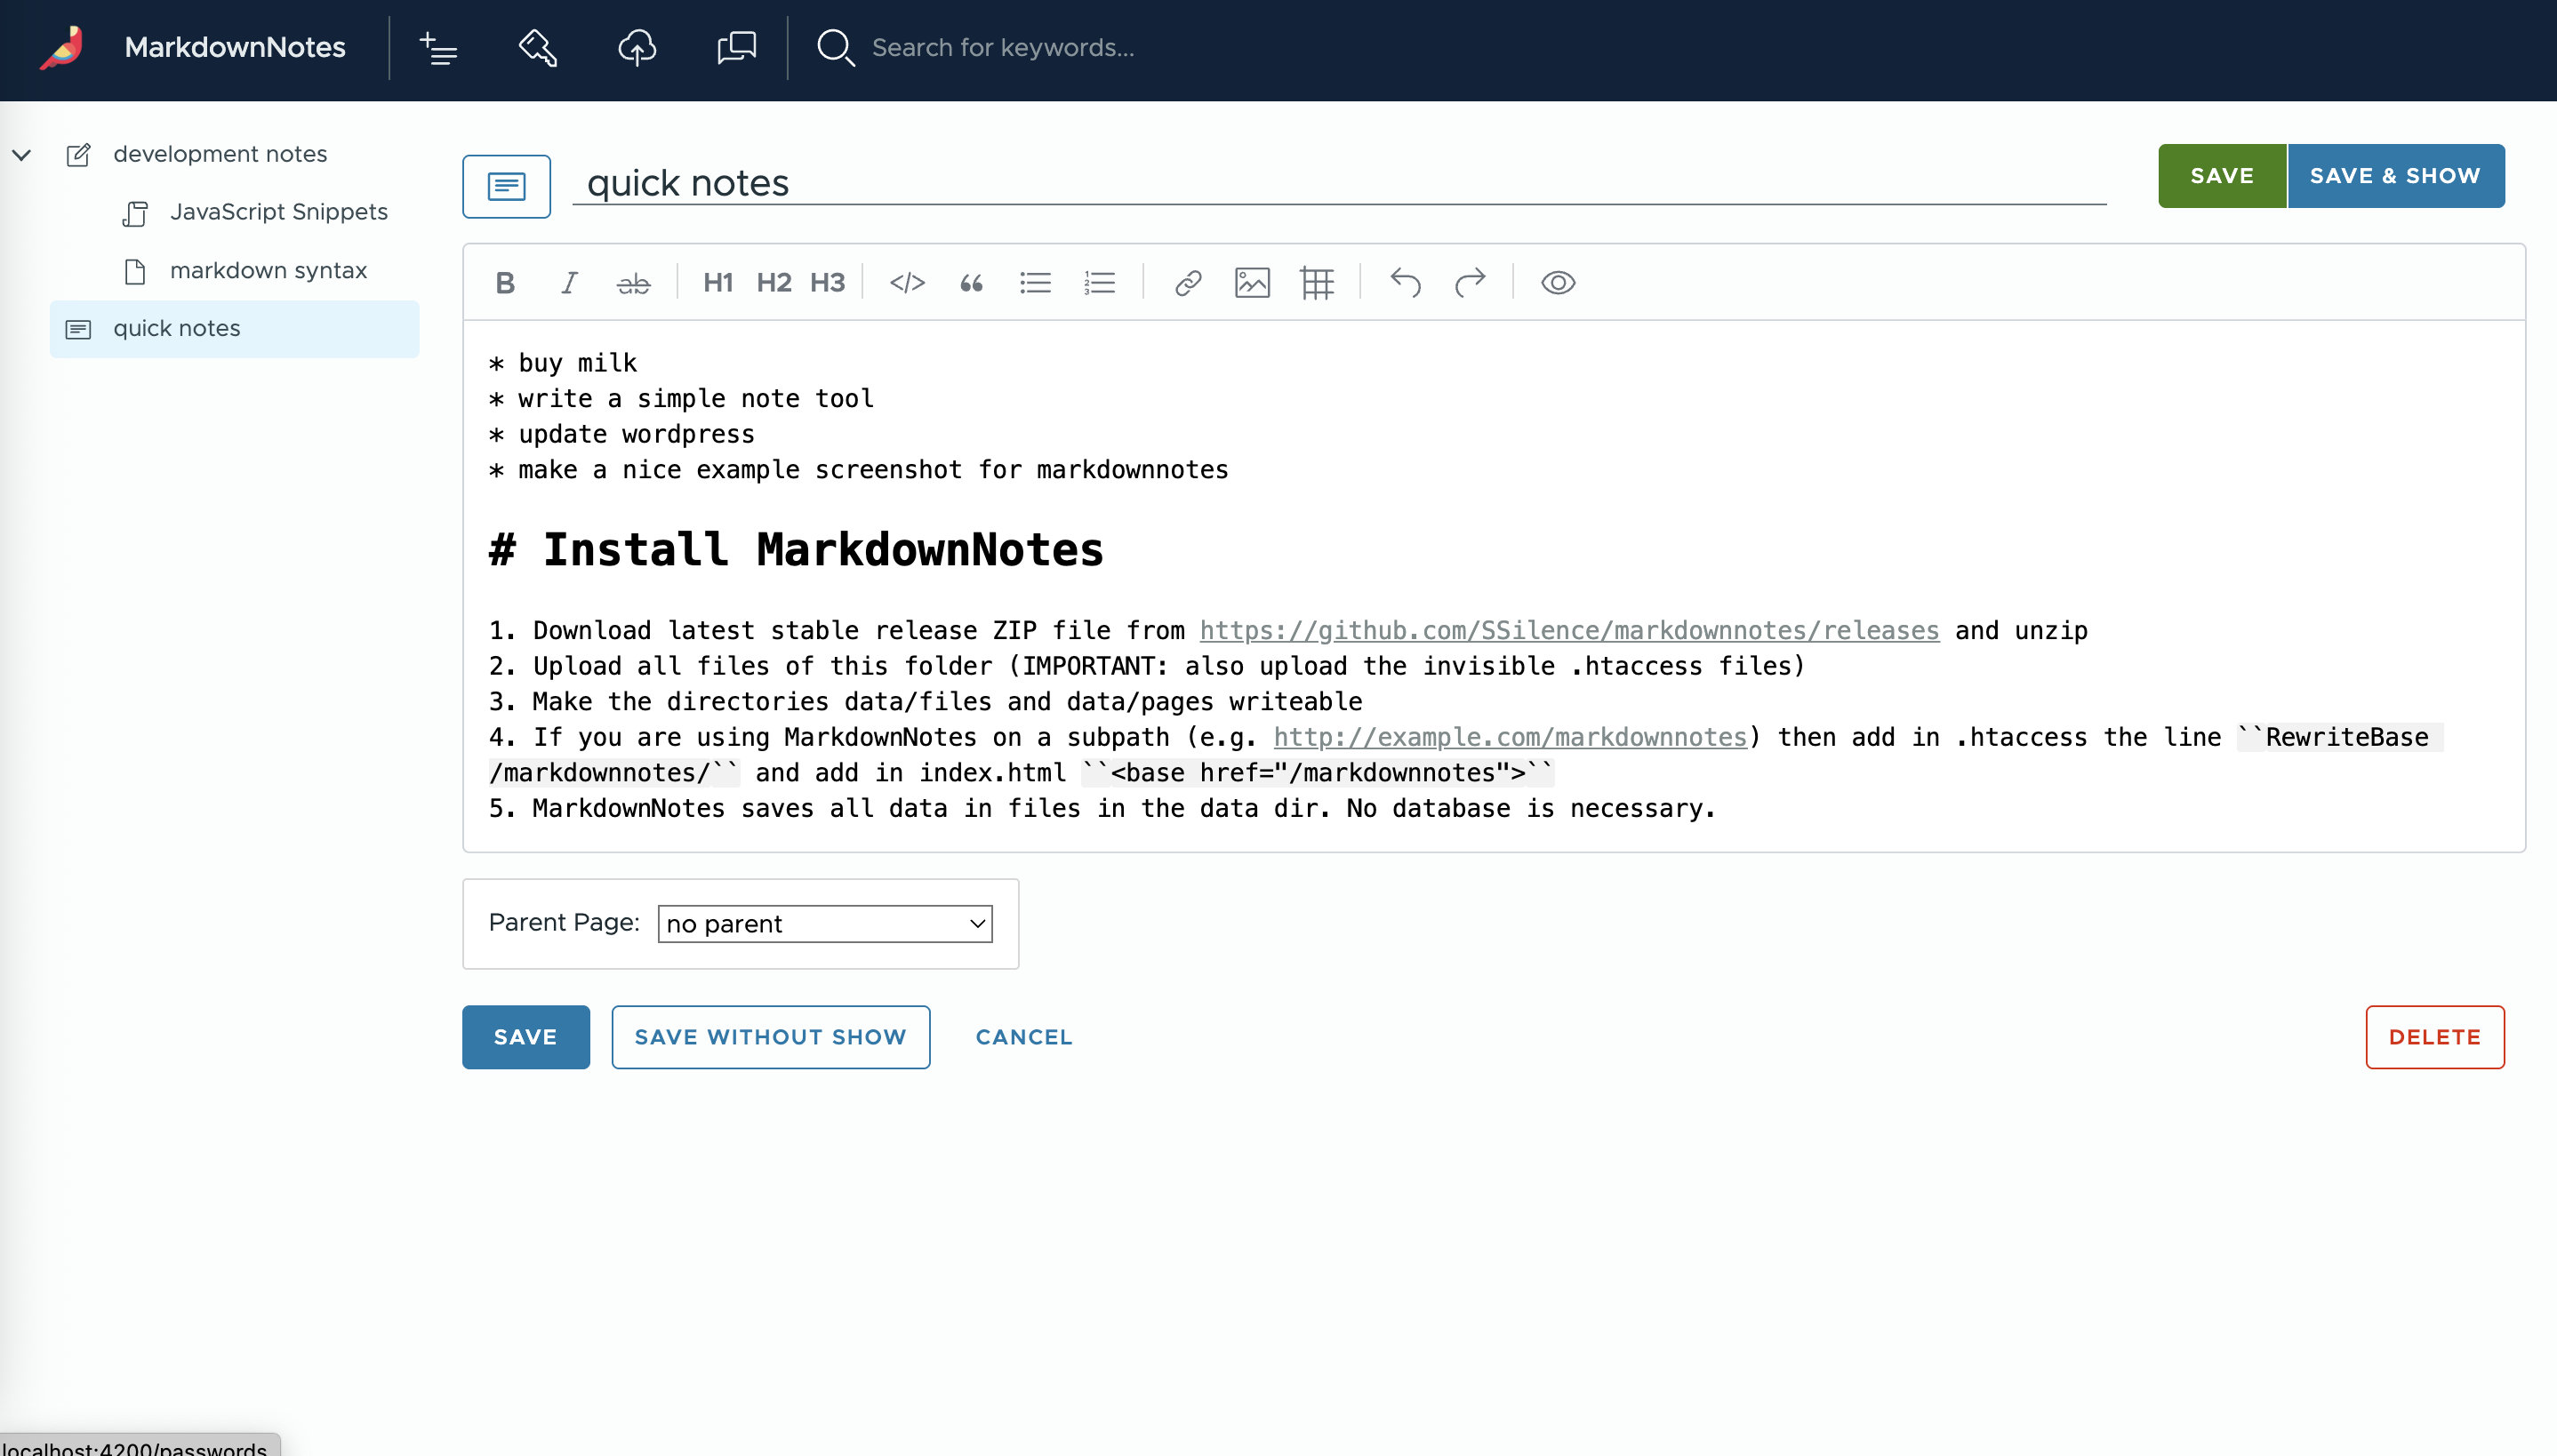 MarkdownNotes
Search for keywords...
development notes
JavaScript Snippets
markdown syntax
quick notes
quick notes
SAVE
SAVE & SHOW
B I ab H1 H2 H3 </> “
* buy milk
* write a simple note tool
* update wordpress
* make a nice example screenshot for markdownnotes
# Install MarkdownNotes
1. Download latest stable release ZIP file from https://github.com/SSilence/markdownnotes/releases and unzip
2. Upload all files of this folder (IMPORTANT: also upload the invisible .htaccess files)
3. Make the directories data/files and data/pages writeable
4. If you are using MarkdownNotes on a subpath (e.g. http://example.com/markdownnotes) then add in .htaccess the line ``RewriteBase
/markdownnotes/`` and add in index.html ``<base href="/markdownnotes">``
5. MarkdownNotes saves all data in files in the data dir. No database is necessary.
Parent Page: no parent
SAVE
SAVE WITHOUT SHOW
CANCEL
DELETE
localhost:4200/passwords